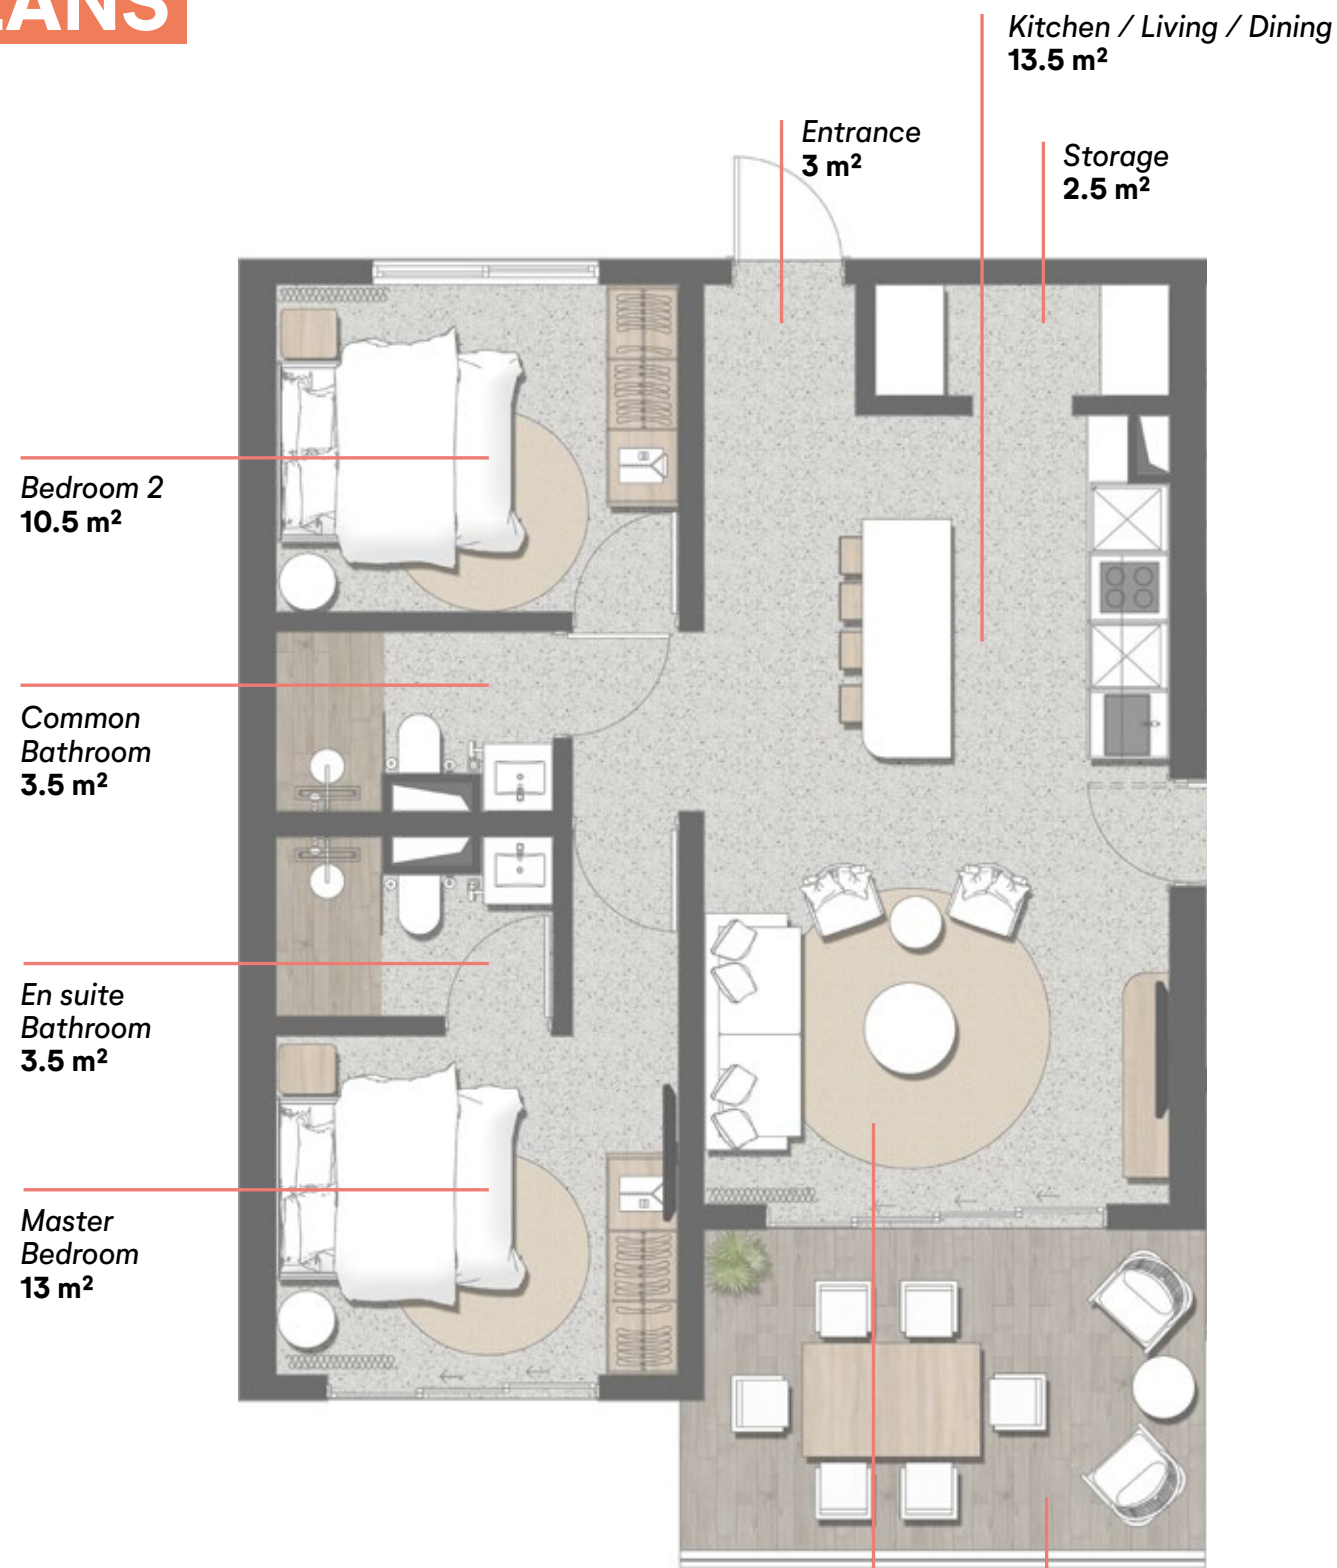 Kitchen / Living / Dining
13.5 m²
Entrance
3 m²
Storage
2.5 m²
Bedroom 2
10.5 m²
Common
Bathroom
3.5 m²
En suite
Bathroom
3.5 m²
Master
Bedroom
13 m²